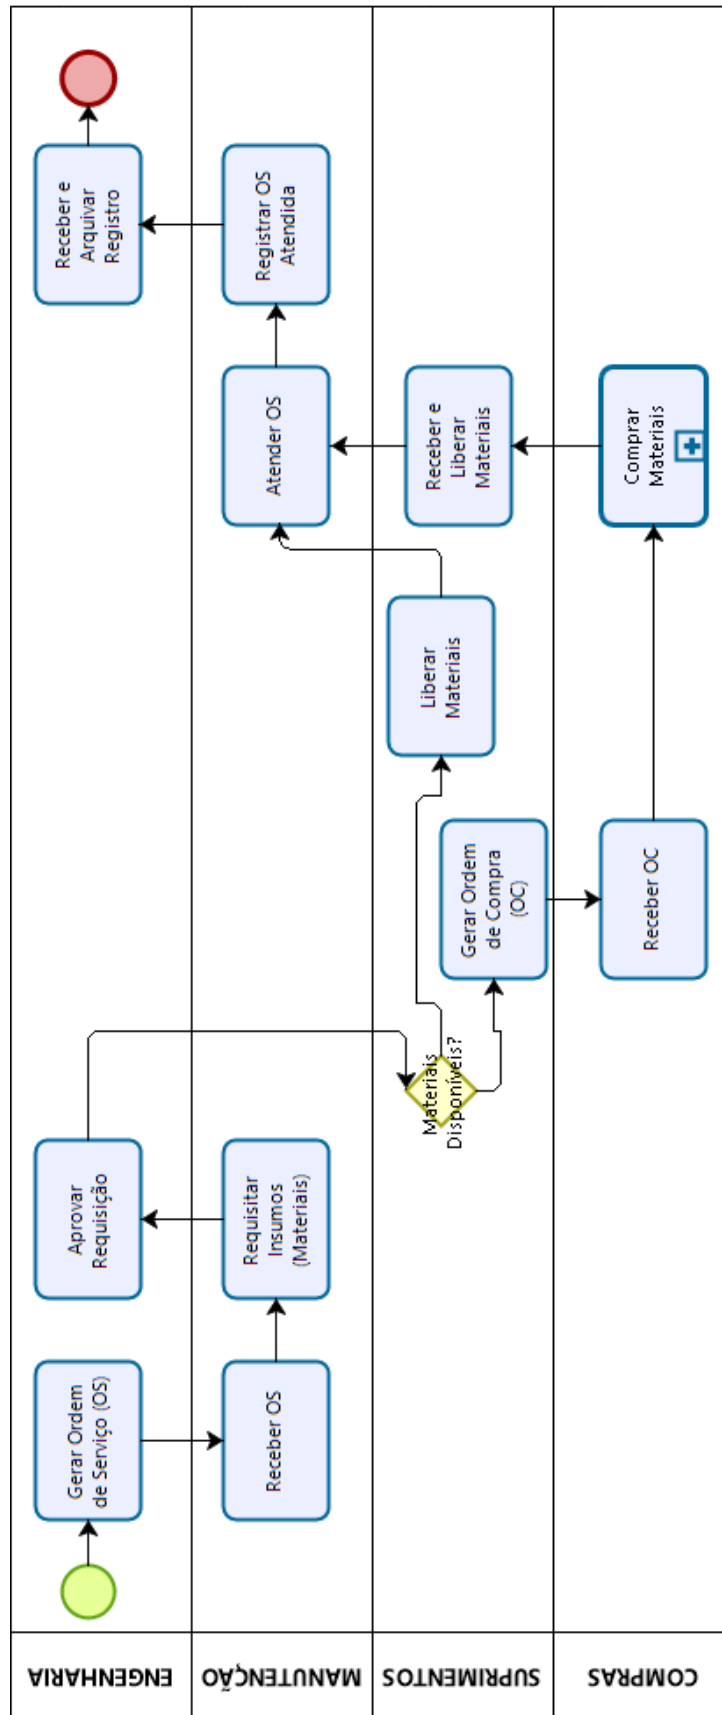 ENGENHARIA
Gerar Ordem
de Serviço (OS)
Aprovar
Requisição
Receber e
Arquivar
Registro
MANUTENÇÃO
Receber OS
Requisitar
Insumos
(Materiais)
Atender OS
Registrar OS
Atendida
SUPRIMENTOS
Materiais
Disponíveis?
Gerar Ordem
de Compra
(OC)
Liberar
Materiais
Receber e
Liberar
Materiais
COMPRAS
Receber OC
Comprar
Materiais